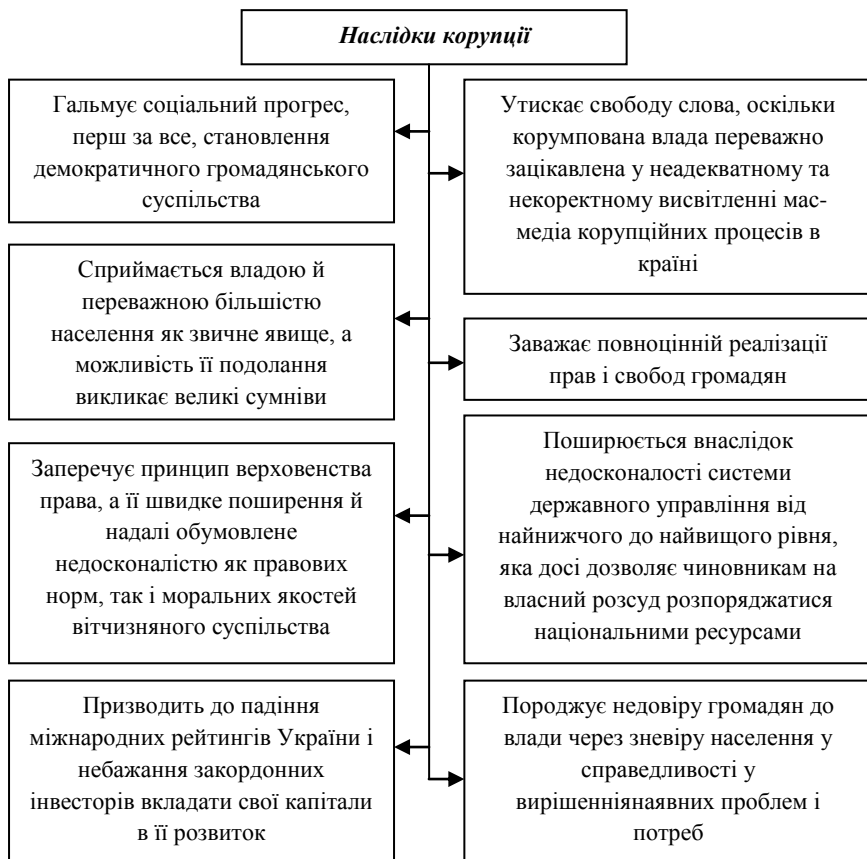 Наслідки корупції
Гальмує соціальний прогрес,
перш за все, становлення
демократичного громадянського
суспільства
Утискає свободу слова, оскільки
корумпована влада переважно
зацікавлена у неадекватному та
некоректному висвітленні мас-
медіа корупційних процесів в
країні
Сприймається владою й
переважною більшістю
населення як звичне явище, а
можливість її подолання
викликає великі сумніви
Заважає повноцінній реалізації
прав і свобод громадян
Заперечує принцип верховенства
права, а її швидке поширення й
надалі обумовлене
недосконалістю як правових
норм, так і моральних якостей
вітчизняного суспільства
Поширюється внаслідок
недосконалості системи
державного управління від
найнижчого до найвищого рівня,
яка досі дозволяє чиновникам на
власний розсуд розпоряджатися
національними ресурсами
Призводить до падіння
міжнародних рейтингів України і
небажання закордонних
інвесторів вкладати свої капітали
в її розвиток
Породжує недовіру громадян до
влади через зневіру населення у
справедливості у
вирішенніянаявних проблем і
потреб